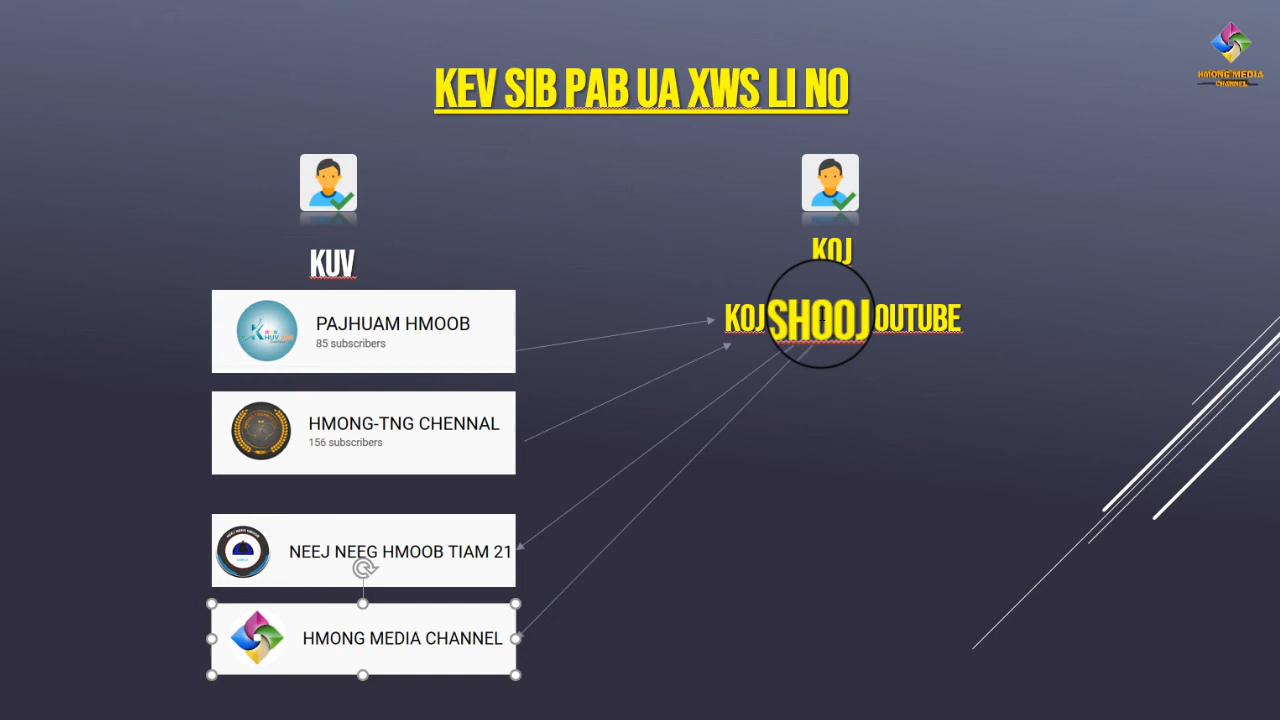 HMONG MEDIA
CHANNEL
KEV SIB PAB UA XWS LI NO
KUV
PAJHUAM HMOOB
85 subscribers
HMONG-TNG CHENNAL
156 subscribers
NEEJ NEEG HMOOB TIAM 21
HMONG MEDIA CHANNEL
KOJ
KOJ SHOOJ OUTUBE